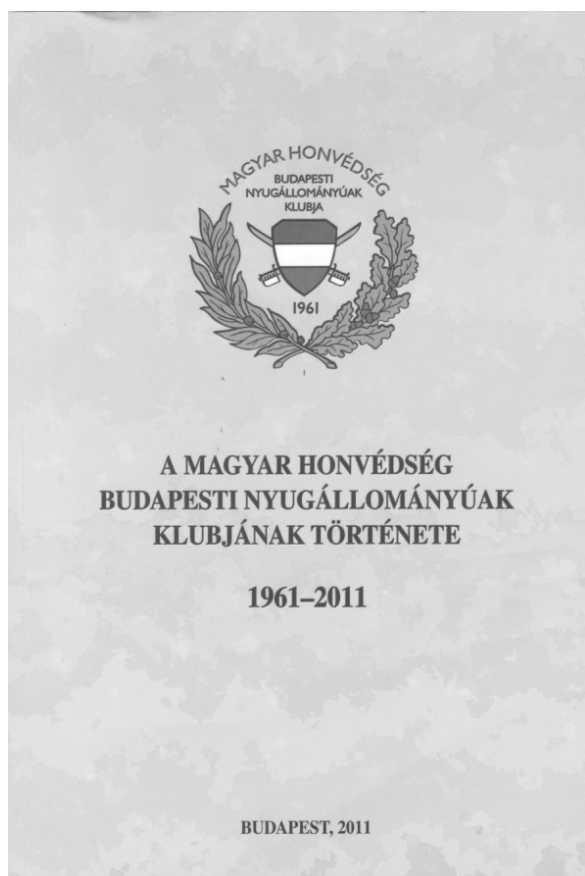 MAGYAR HONVÉDSÉG
BUDAPESTI
NYUGÁLLOMÁNYÚAK
KLUBJA
1961
A MAGYAR HONVÉDSÉG
BUDAPESTI NYUGÁLLOMÁNYÚAK
KLUBJÁNAK TÖRTÉNETE
1961–2011
BUDAPEST, 2011